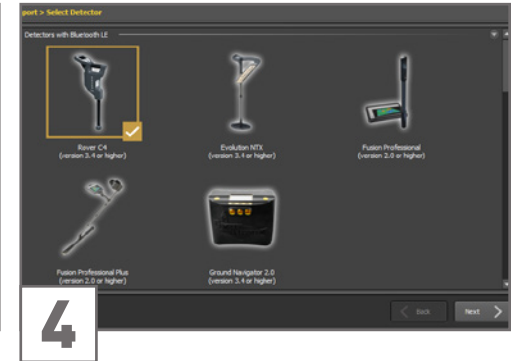 port > Select Detector
Detectors with Bluetooth LE
Rover C4
(version 3.4 or higher)
Evolution NTX
(version 3.4 or higher)
Fusion Professional
(version 2.0 or higher)
Fusion Professional Plus
(version 2.0 or higher)
Ground Navigator 2.0
(version 3.4 or higher)
Back
Next
4